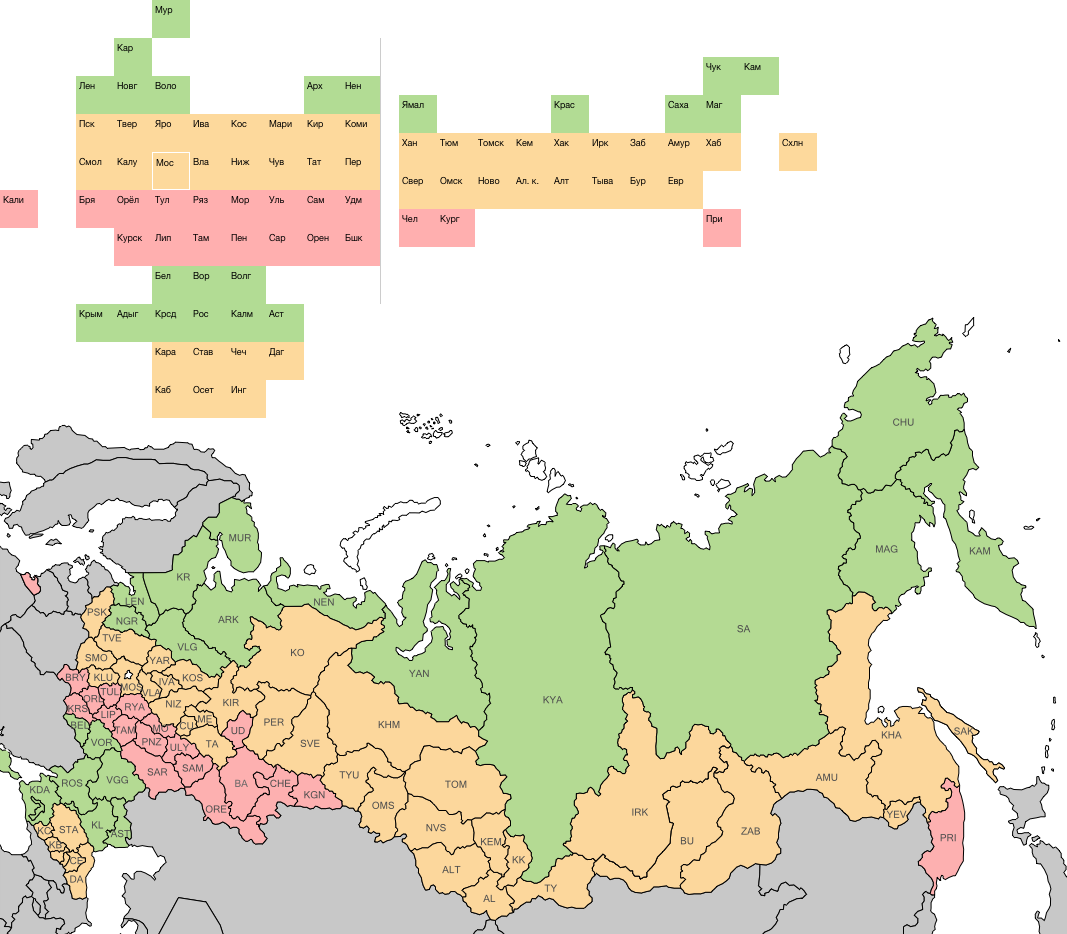 Мур
Кар
Лен Новг Воло Арх Нен
Чук Кам
Ямал Крас Саха Маг
Пск Твер Яро Ива Кос Мари Кир Коми
Хан Тюм Томск Кем Хак Ирк Заб Амур Хаб Схлн
Смол Калу Мос Вла Ниж Чув Тат Пер
Свер Омск Ново Ал. к. Алт Тыва Бур Евр
Кали Бря Орёл Тул Ряз Мор Уль Сам Удм
Чел Кург При
Курск Лип Там Пен Сар Орен Бшк
Бел Вор Волг
Крым Адыг Крсд Рос Калм Аст
Кара Став Чеч Даг
Каб Осет Инг
CHU
MUR
MAG KAM
KR
LEN NEN
PSK NGR ARK
SA
TVE
VLG KO
SMO YAR
YAN
BRY KLU MOS IVA KOS
ORL TUL VLA
KYA
KRS LIP RYA NIZ KIR
BEL TAM MO CU ME UD PER KHM
SAK
KHA
VOR PNZ ULY TA SVE
SAR SAM TYU
AMU
KDA ROS VGG BA CHE KGN TOM
ORE OMS IRK
YEV
KC STA KL AST NVS ZAB
KB KEM BU PRI
CE KK
DA ALT
AL TY